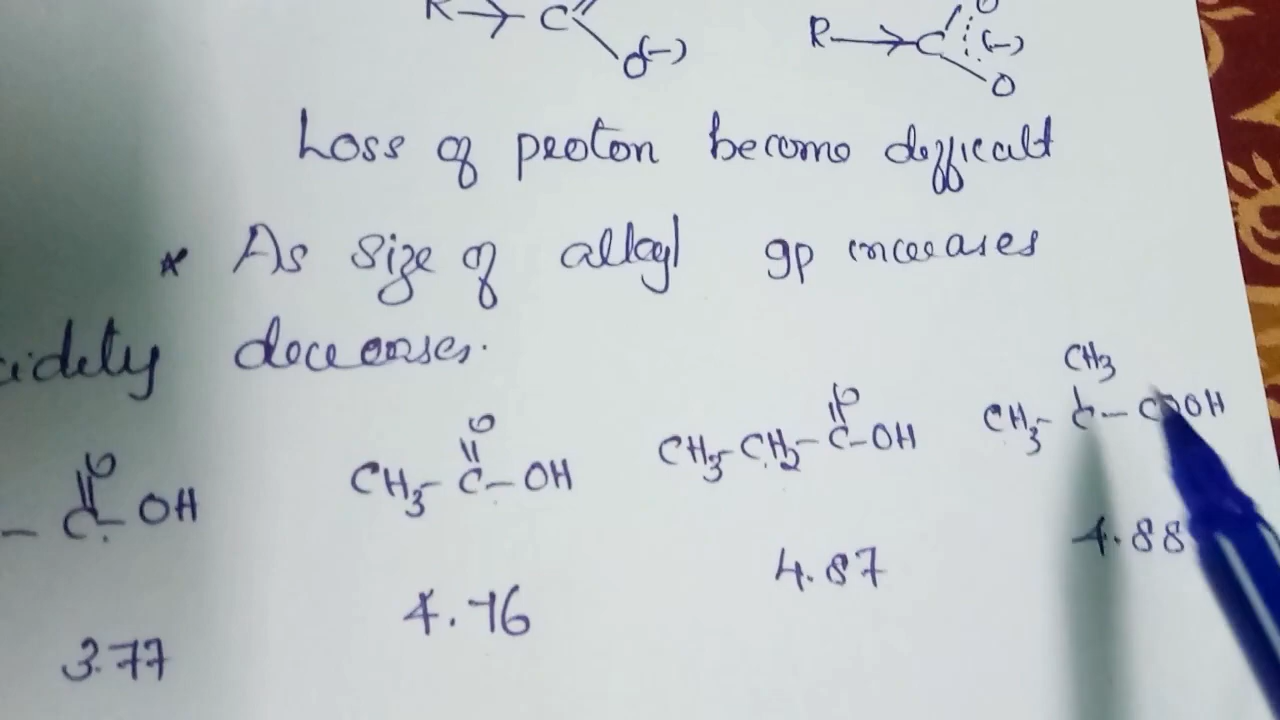 R → C O(-) R → C O (-) O
Loss of proton become difficult
* As size of alkyl gp increases
idity decreases.
CH3
O O O CH3 - C - COOH
- C - OH CH3 - C - OH CH3 - CH2 - C - OH
3.77 4.76 4.87 4.88